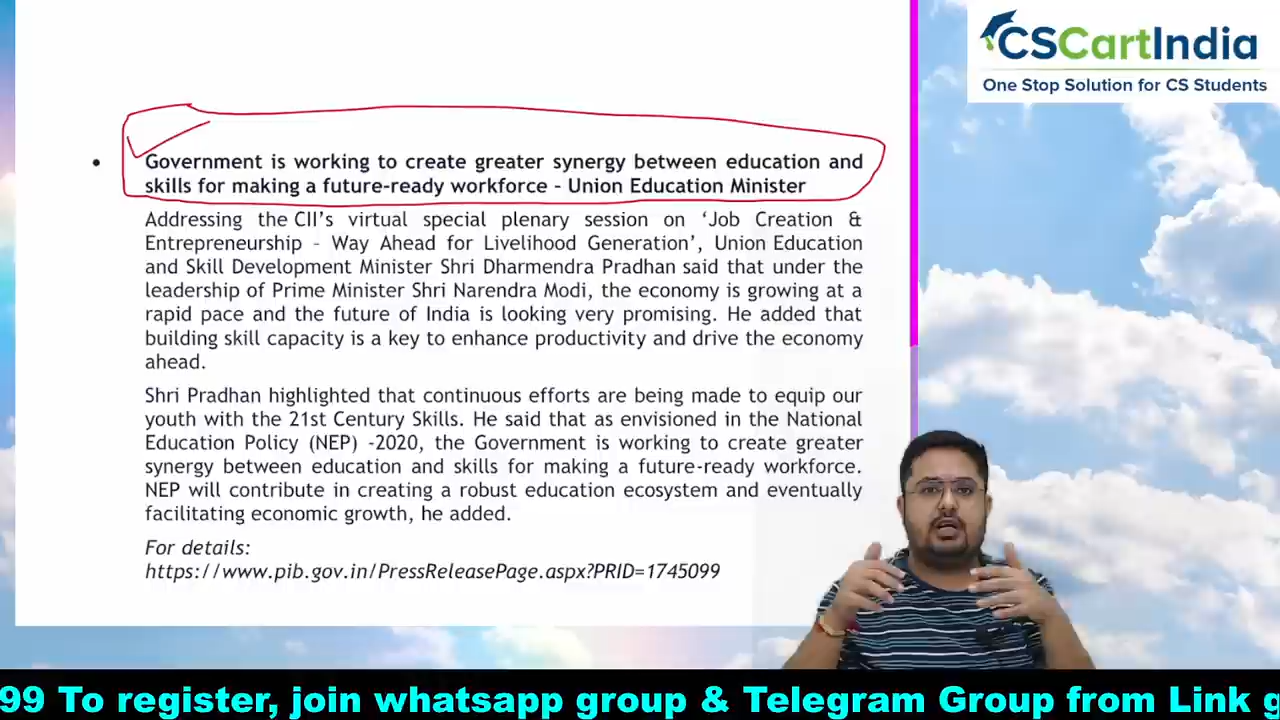 CSCartIndia
One Stop Solution for CS Students
• Government is working to create greater synergy between education and
skills for making a future-ready workforce - Union Education Minister
Addressing the CII's virtual special plenary session on ‘Job Creation &
Entrepreneurship – Way Ahead for Livelihood Generation’, Union Education
and Skill Development Minister Shri Dharmendra Pradhan said that under the
leadership of Prime Minister Shri Narendra Modi, the economy is growing at a
rapid pace and the future of India is looking very promising. He added that
building skill capacity is a key to enhance productivity and drive the economy
ahead.
Shri Pradhan highlighted that continuous efforts are being made to equip our
youth with the 21st Century Skills. He said that as envisioned in the National
Education Policy (NEP) -2020, the Government is working to create greater
synergy between education and skills for making a future-ready workforce.
NEP will contribute in creating a robust education ecosystem and eventually
facilitating economic growth, he added.
For details:
https://www.pib.gov.in/PressReleasePage.aspx?PRID=1745099
99 To register, join whatsapp group & Telegram Group from Link g